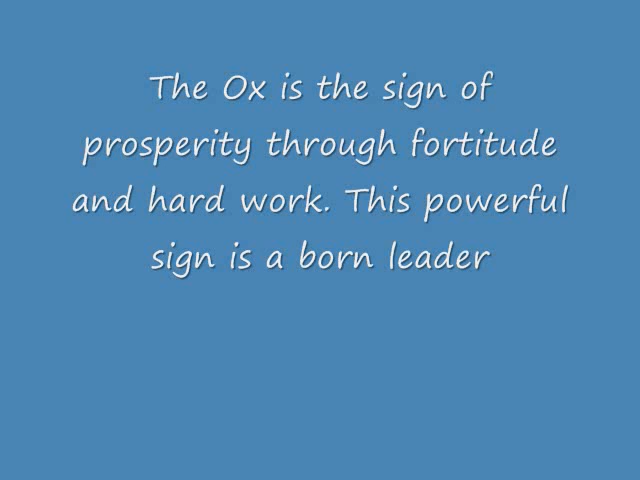 The Ox is the sign of
prosperity through fortitude
and hard work. This powerful
sign is a born leader